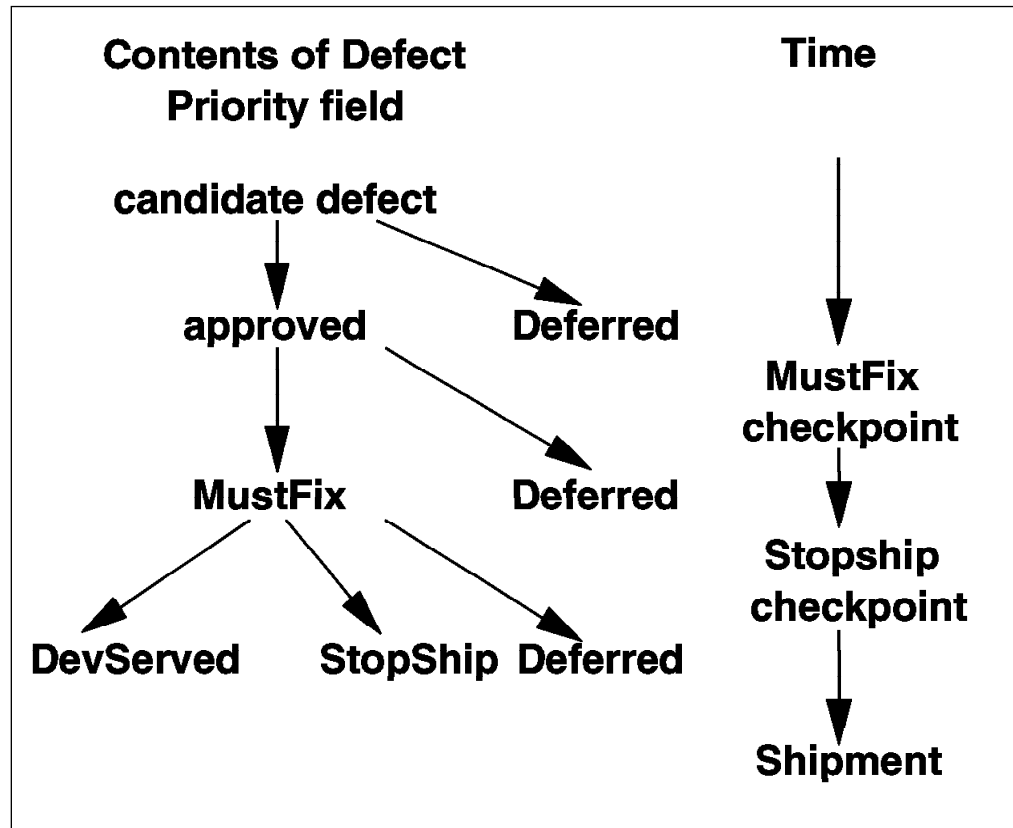 Contents of Defect
Priority field
candidate defect
approved
Deferred
MustFix
Deferred
DevServed
StopShip
Deferred
Time
MustFix
checkpoint
Stopship
checkpoint
Shipment